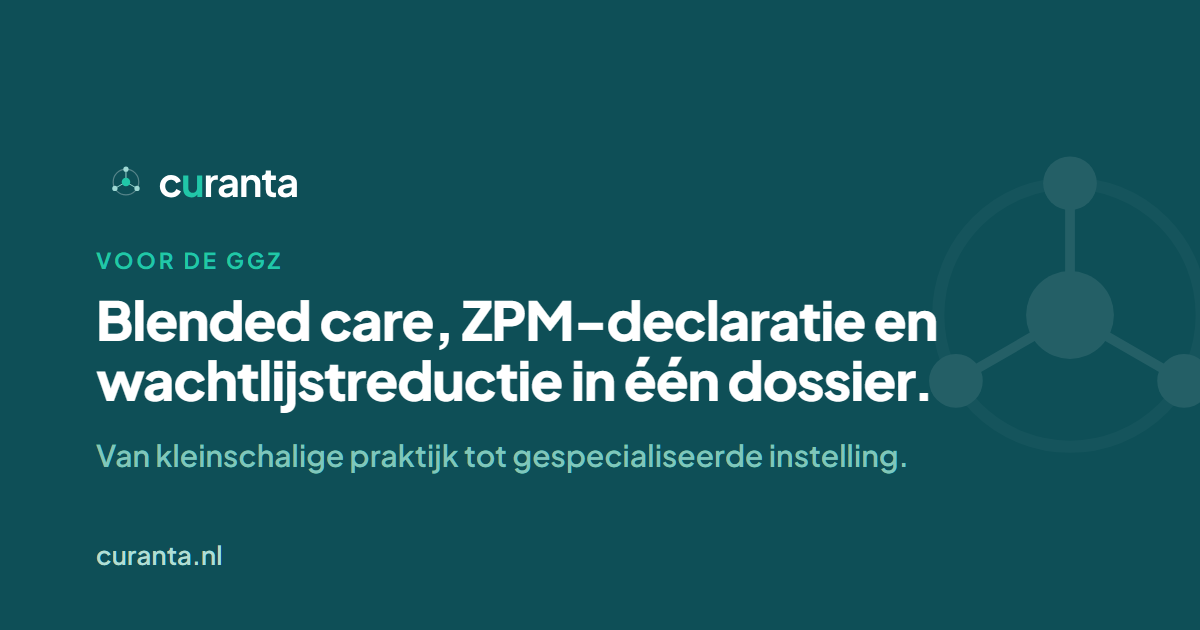 curanta
VOOR DE GGZ
Blended care, ZPM-declaratie en
wachtlijstreductie in één dossier.
Van kleinschalige praktijk tot gespecialiseerde instelling.
curanta.nl